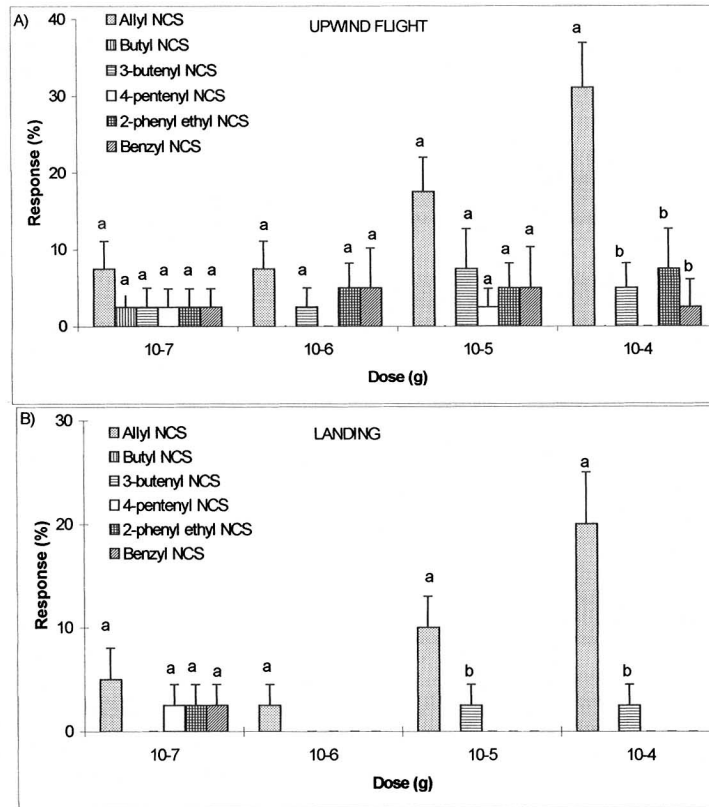 A)
UPWIND FLIGHT
Allyl NCS
Butyl NCS
3-butenyl NCS
4-pentenyl NCS
2-phenyl ethyl NCS
Benzyl NCS
Response (%)
40
30
20
10
0
a
a a a a a
a
a
a a
a
a
a
a a
a
b
b
b
10-7 10-6 10-5 10-4
Dose (g)
B)
LANDING
Allyl NCS
Butyl NCS
3-butenyl NCS
4-pentenyl NCS
2-phenyl ethyl NCS
Benzyl NCS
Response (%)
30
20
10
0
a
a a a
a
a
b
a
b
10-7 10-6 10-5 10-4
Dose (g)